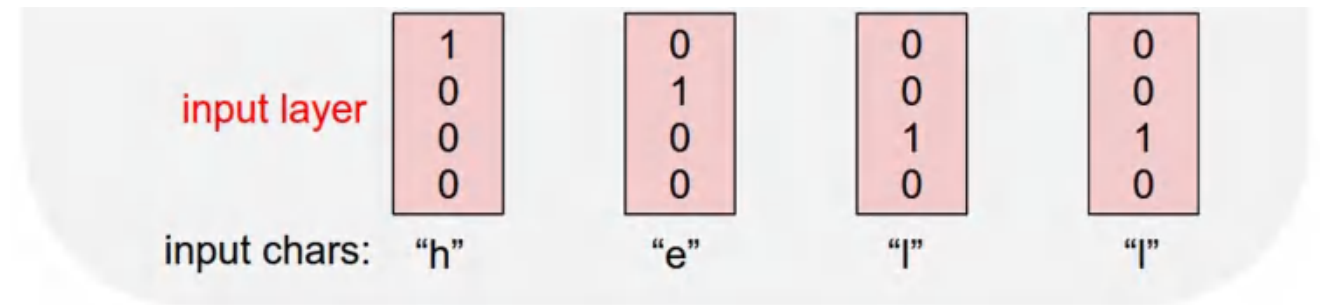 1 0 0 0
input layer 0 1 0 0
0 0 1 1
0 0 0 0
input chars: “h” “e” “l” “l”